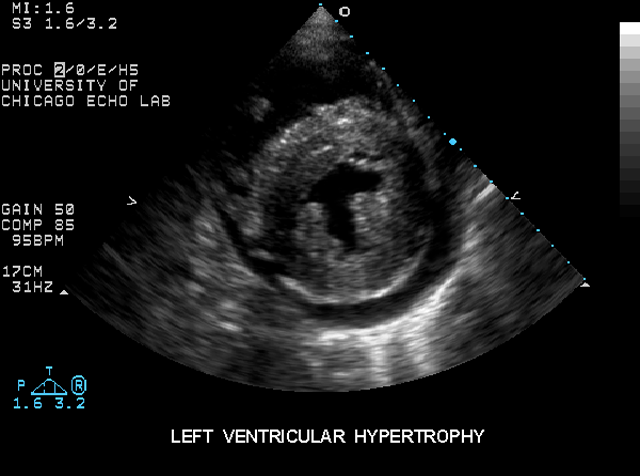 MI:1.6
S3 1.6/3.2
PROC 2/0/E/H5
UNIVERSITY OF
CHICAGO ECHO LAB
GAIN 50
COMP 85
95BPM
17CM
31HZ
T
P R
1.6 3.2
LEFT VENTRICULAR HYPERTROPHY